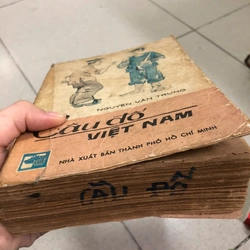 NGUYỄN VĂN TRUNG
Câu đố
VIỆT NAM
NHÀ XUẤT BẢN THÀNH PHỐ HỒ CHÍ MINH
CÂU ĐỐ